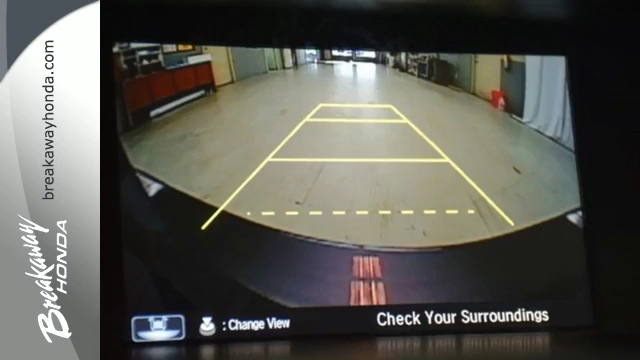 breakawayhonda.com
Breakaway
HONDA
: Change View
Check Your Surroundings